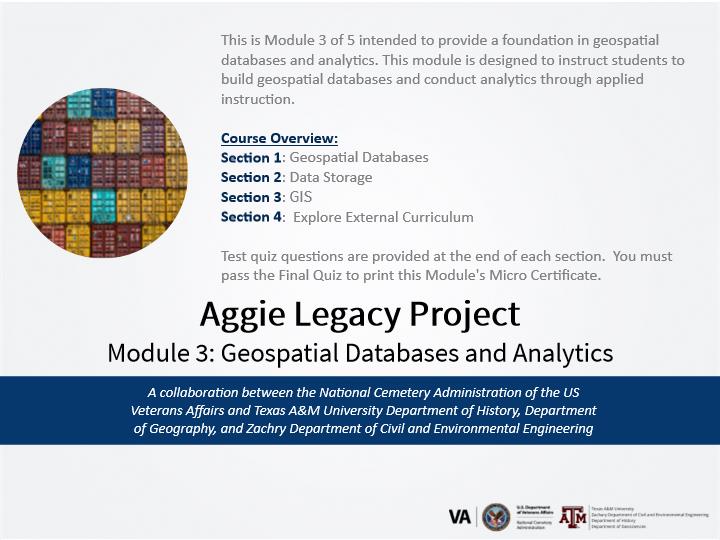 This is Module 3 of 5 intended to provide a foundation in geospatial
databases and analytics. This module is designed to instruct students to
build geospatial databases and conduct analytics through applied
instruction.
Course Overview:
Section 1: Geospatial Databases
Section 2: Data Storage
Section 3: GIS
Section 4:  Explore External Curriculum
Test quiz questions are provided at the end of each section.  You must
pass the Final Quiz to print this Module's Micro Certificate.
Aggie Legacy Project
Module 3: Geospatial Databases and Analytics
A collaboration between the National Cemetery Administration of the US
Veterans Affairs and Texas A&M University Department of History, Department
of Geography, and Zachry Department of Civil and Environmental Engineering
VA
U.S. Department
of Veterans Affairs
National Cemetery
Administration
ATM
Texas A&M University
Zachry Department of Civil and Environmental Engineering
Department of History
Department of Geosciences